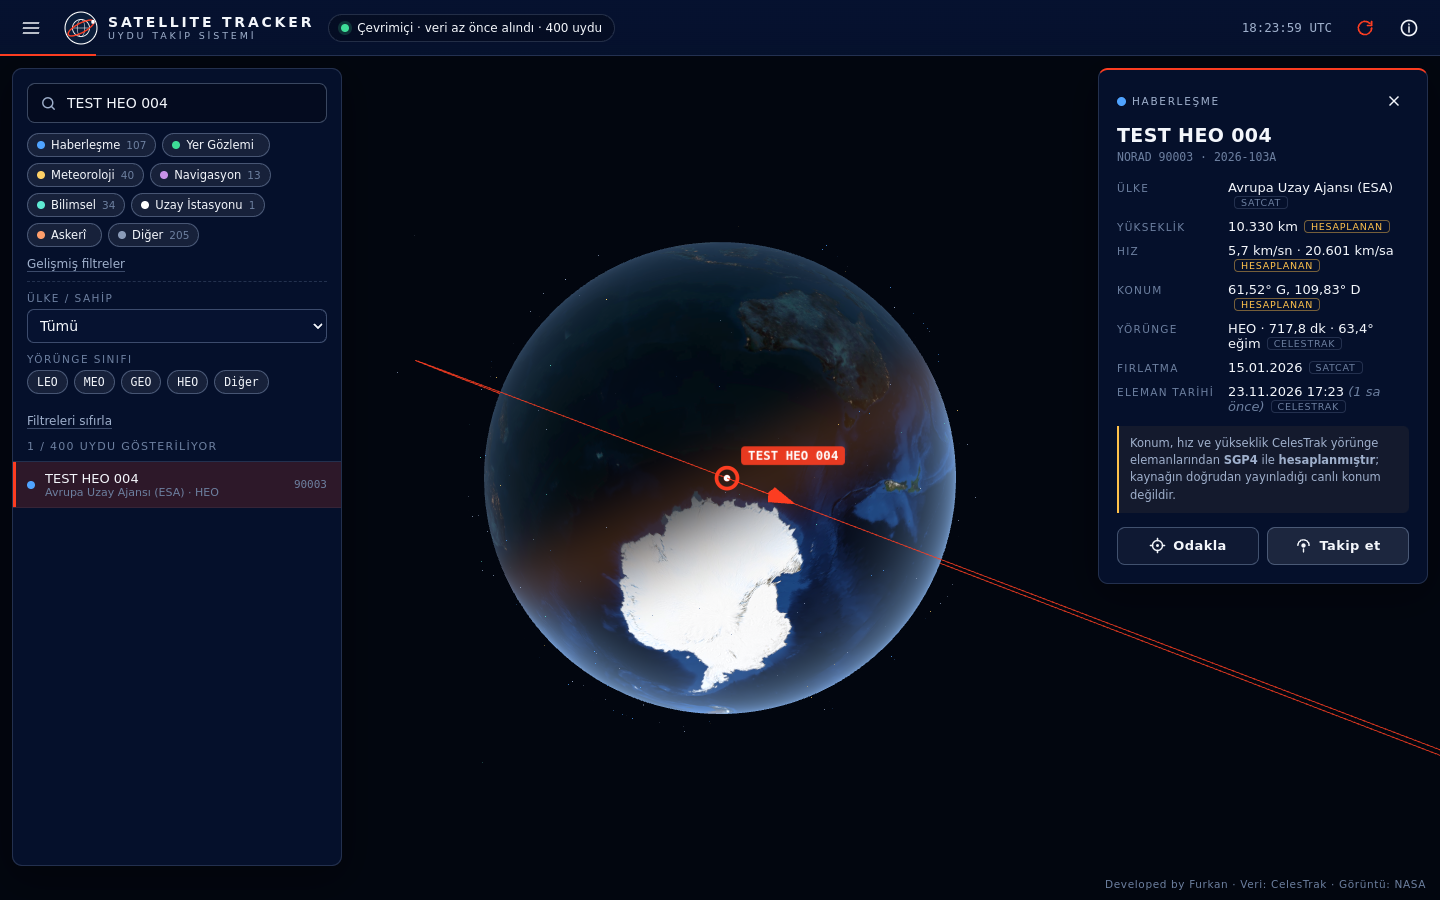 SATELLITE TRACKER
UYDU TAKİP SİSTEMİ
Çevrimiçi · veri az önce alındı · 400 uydu
18:23:59 UTC
TEST HEO 004
Haberleşme 107
Yer Gözlemi
Meteoroloji 40
Navigasyon 13
Bilimsel 34
Uzay İstasyonu 1
Askerî
Diğer 205
Gelişmiş filtreler
ÜLKE / SAHİP
Tümü
YÖRÜNGE SINIFI
LEO MEO GEO HEO Diğer
Filtreleri sıfırla
1 / 400 UYDU GÖSTERİLİYOR
TEST HEO 004
Avrupa Uzay Ajansı (ESA) · HEO
90003
TEST HEO 004
HABERLEŞME
TEST HEO 004
NORAD 90003 · 2026-103A
ÜLKE Avrupa Uzay Ajansı (ESA)
SATCAT
YÜKSEKLİK 10.330 km HESAPLANAN
HIZ 5,7 km/sn · 20.601 km/sa
HESAPLANAN
KONUM 61,52° G, 109,83° D
HESAPLANAN
YÖRÜNGE HEO · 717,8 dk · 63,4°
eğim CELESTRAK
FIRLATMA 15.01.2026 SATCAT
ELEMAN TARİHİ 23.11.2026 17:23 (1 sa
önce) CELESTRAK
Konum, hız ve yükseklik CelesTrak yörünge
elemanlarından SGP4 ile hesaplanmıştır;
kaynağın doğrudan yayınladığı canlı konum
değildir.
Odakla
Takip et
Developed by Furkan · Veri: CelesTrak · Görüntü: NASA